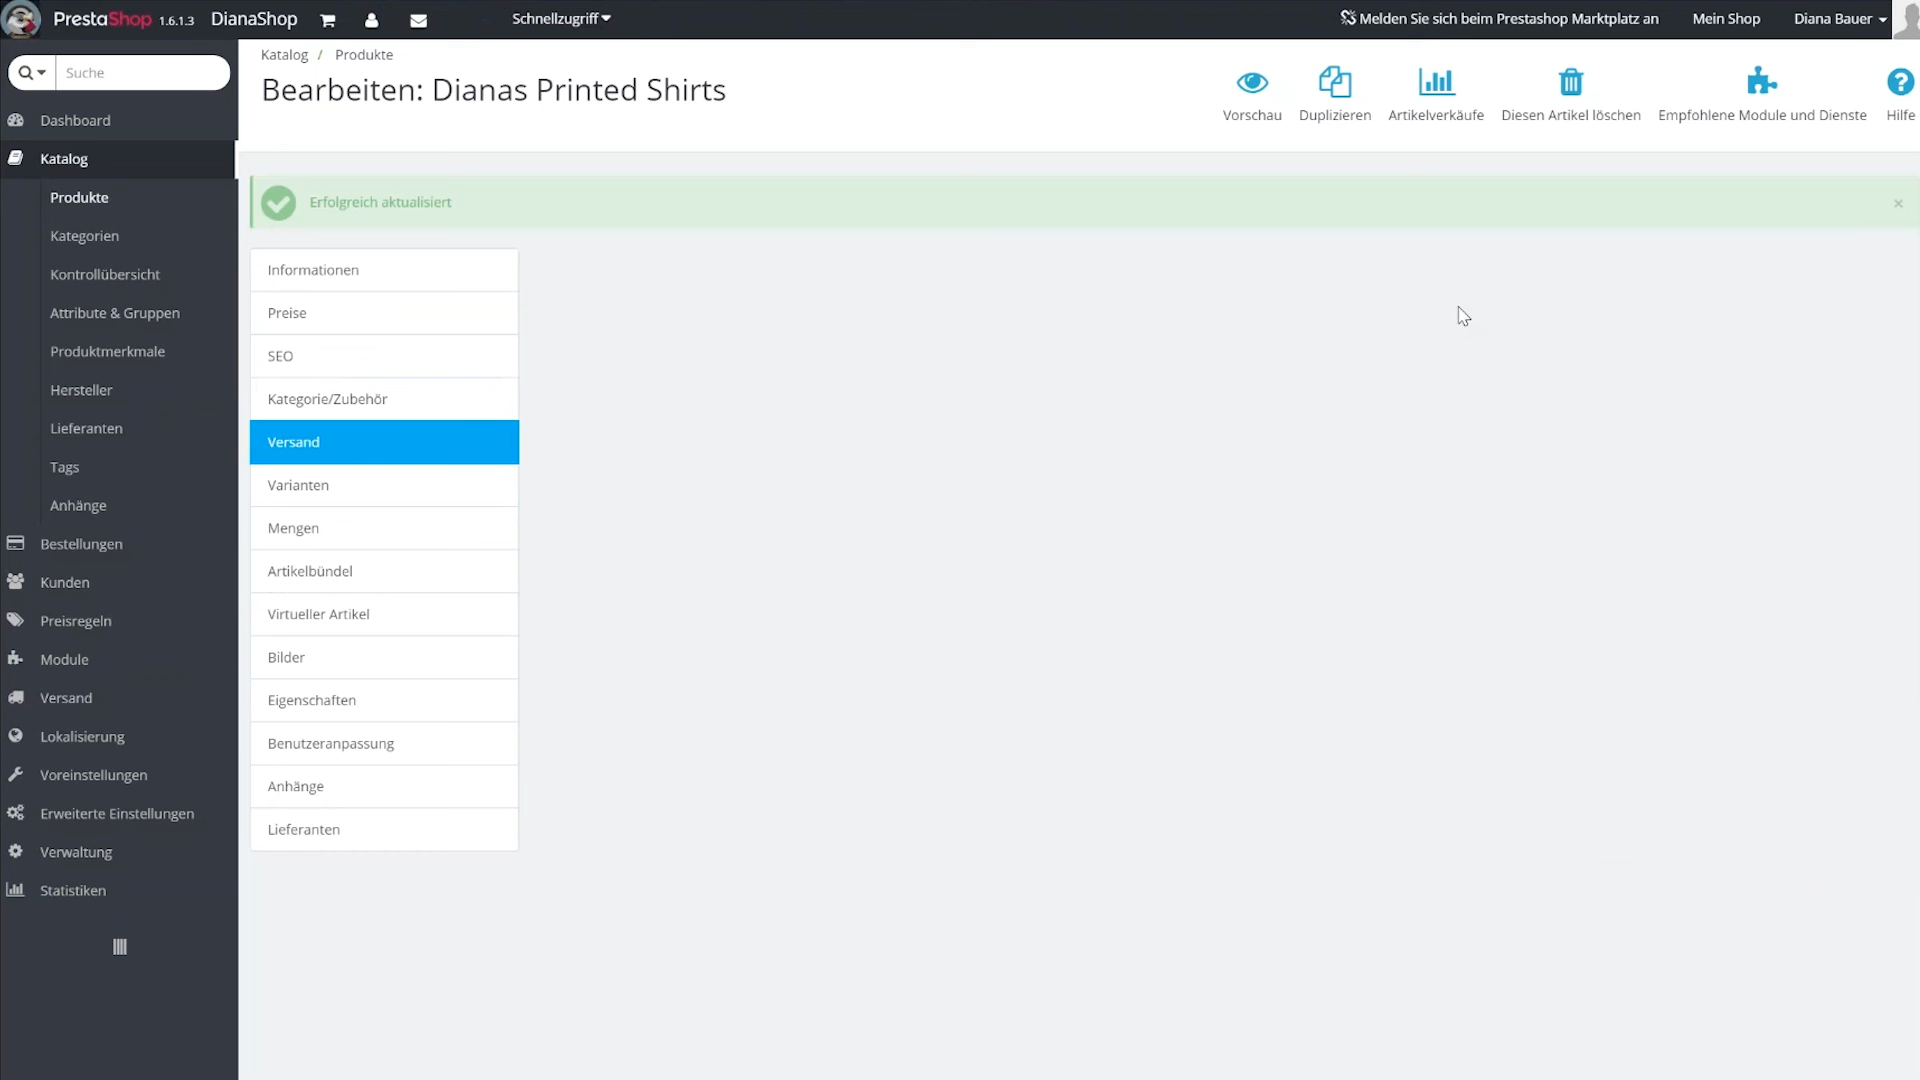 PrestaShop 1.6.1.3 DianaShop Schnellzugriff Melden Sie sich beim Prestashop Marktplatz an Mein Shop Diana Bauer
Suche
Katalog / Produkte
Bearbeiten: Dianas Printed Shirts
Vorschau Duplizieren Artikelverkäufe Diesen Artikel löschen Empfohlene Module und Dienste Hilfe
Dashboard
Katalog
Produkte
Kategorien
Kontrollübersicht
Attribute & Gruppen
Produktmerkmale
Hersteller
Lieferanten
Tags
Anhänge
Bestellungen
Kunden
Preisregeln
Module
Versand
Lokalisierung
Voreinstellungen
Erweiterte Einstellungen
Verwaltung
Statistiken
Erfolgreich aktualisiert ×
Informationen
Preise
SEO
Kategorie/Zubehör
Versand
Varianten
Mengen
Artikelbündel
Virtueller Artikel
Bilder
Eigenschaften
Benutzeranpassung
Anhänge
Lieferanten